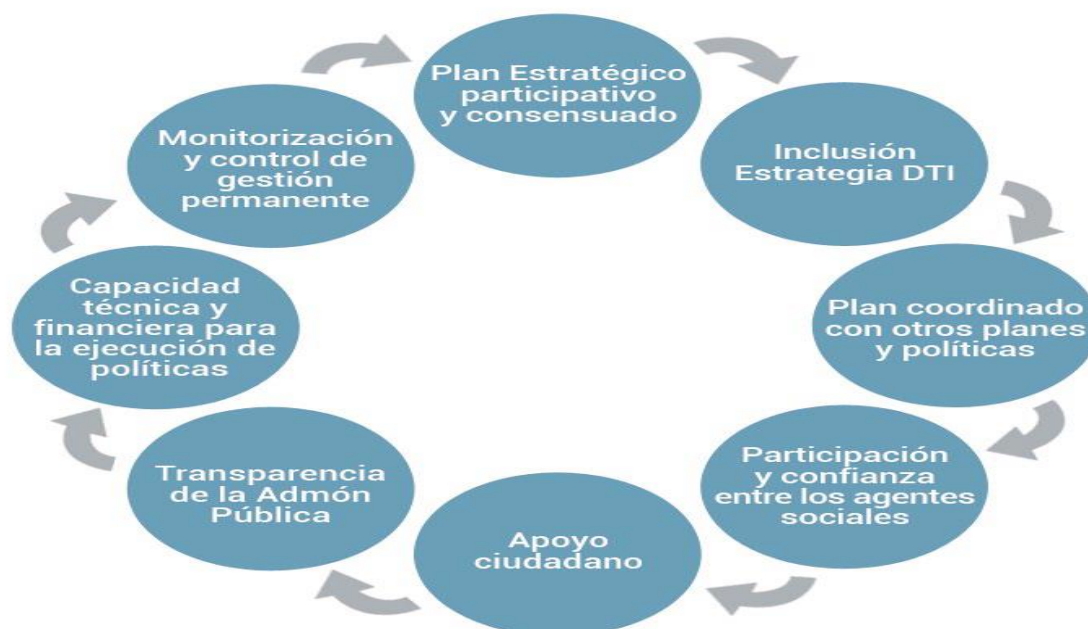 Plan Estratégico
participativo
y consensuado
Inclusión
Estrategia DTI
Plan coordinado
con otros planes
y políticas
Participación
y confianza
entre los agentes
sociales
Apoyo
ciudadano
Transparencia
de la Admón
Pública
Capacidad
técnica y
financiera para
la ejecución de
políticas
Monitorización
y control de
gestión
permanente